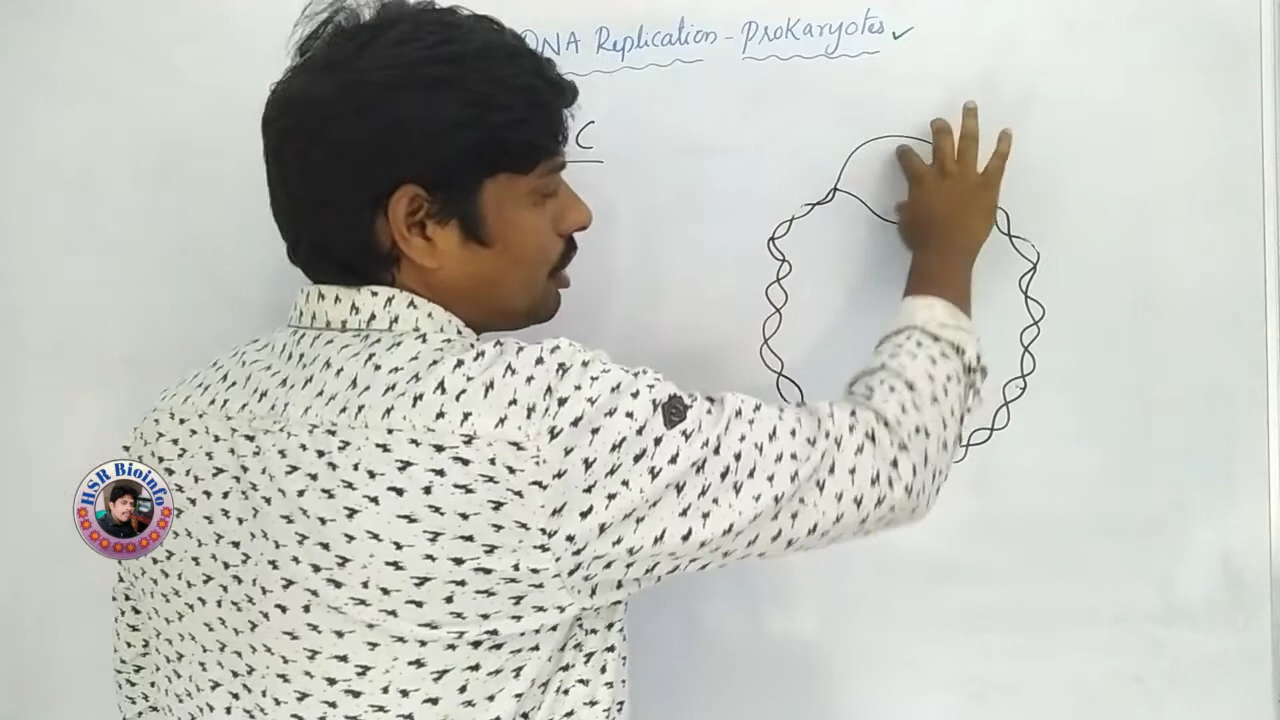 DNA Replication - Prokaryotes ✓
C
HSR Bioinfo